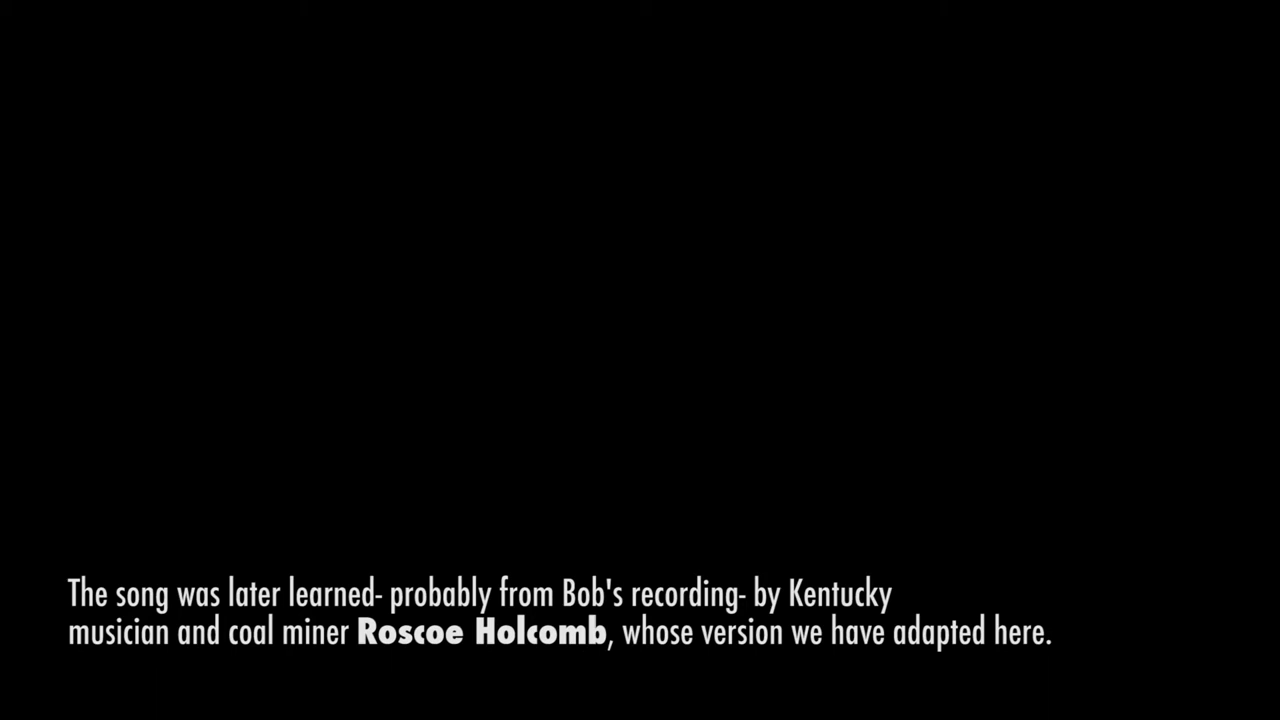 The song was later learned- probably from Bob's recording- by Kentucky
musician and coal miner Roscoe Holcomb, whose version we have adapted here.